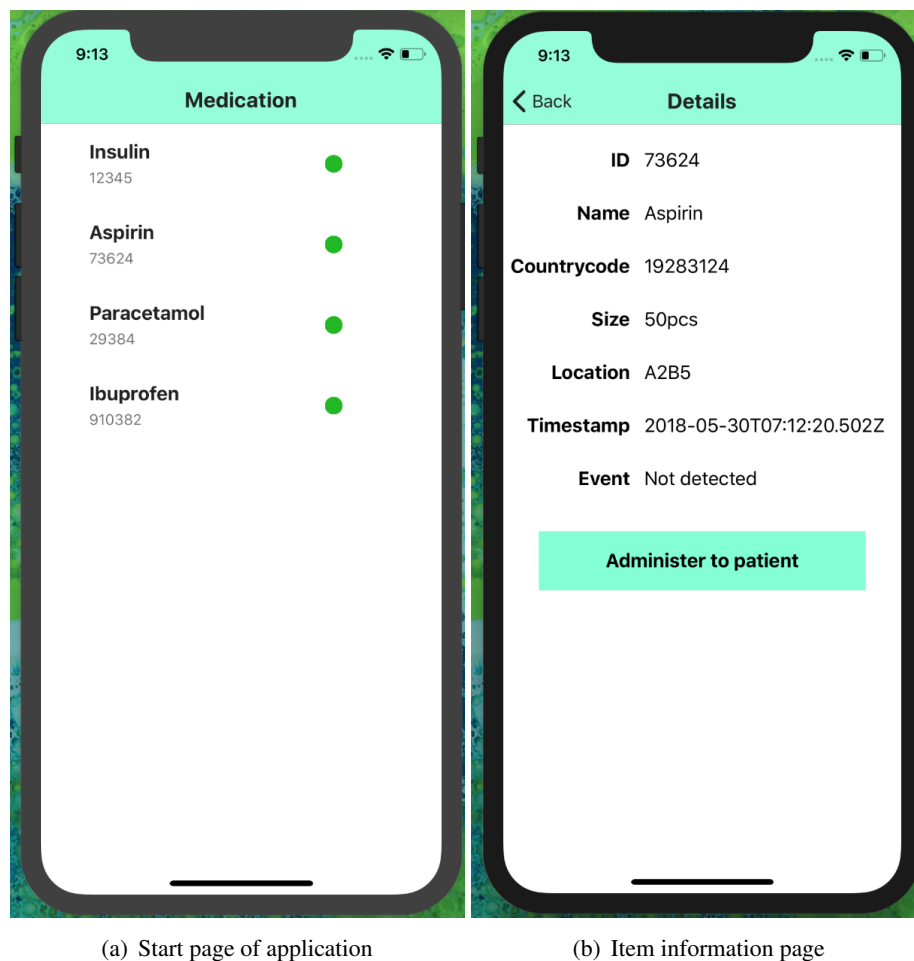 9:13
Medication
Insulin
12345
Aspirin
73624
Paracetamol
29384
Ibuprofen
910382
(a) Start page of application
9:13
Back Details
ID 73624
Name Aspirin
Countrycode 19283124
Size 50pcs
Location A2B5
Timestamp 2018-05-30T07:12:20.502Z
Event Not detected
Administer to patient
(b) Item information page